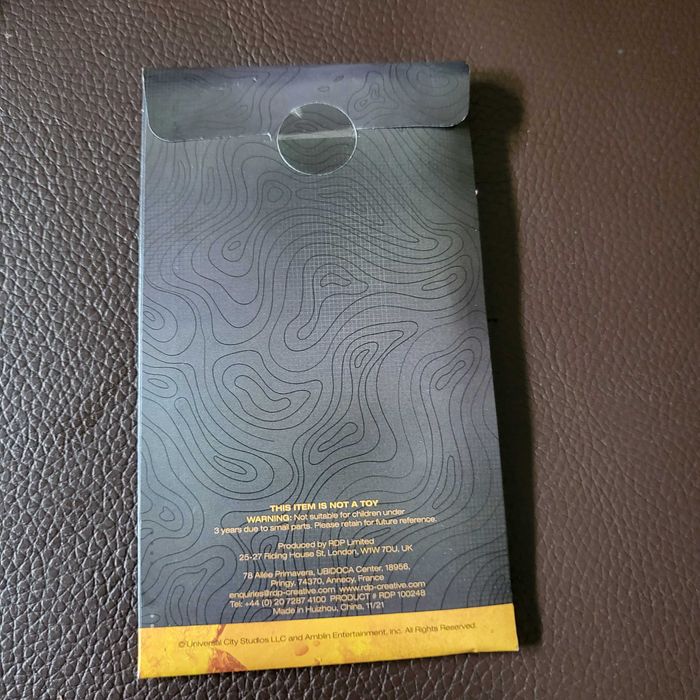 THIS ITEM IS NOT A TOY
WARNING: Not suitable for children under
3 years due to small parts. Please retain for future reference.
Produced by RDP Limited
25-27 Riding House St, London, W1W 7DU, UK
78 Allée Primavera, UBIDOCA Center, 18958,
Pringy. 74370, Annecy, France
enquiries@rdp-creative.com www.rdp-creative.com
Tel: +44 (0) 20 7287 4100 PRODUCT # RDP 100248
Made in Huizhou, China, 11/21
© Universal City Studios LLC and Amblin Entertainment, Inc. All Rights Reserved.